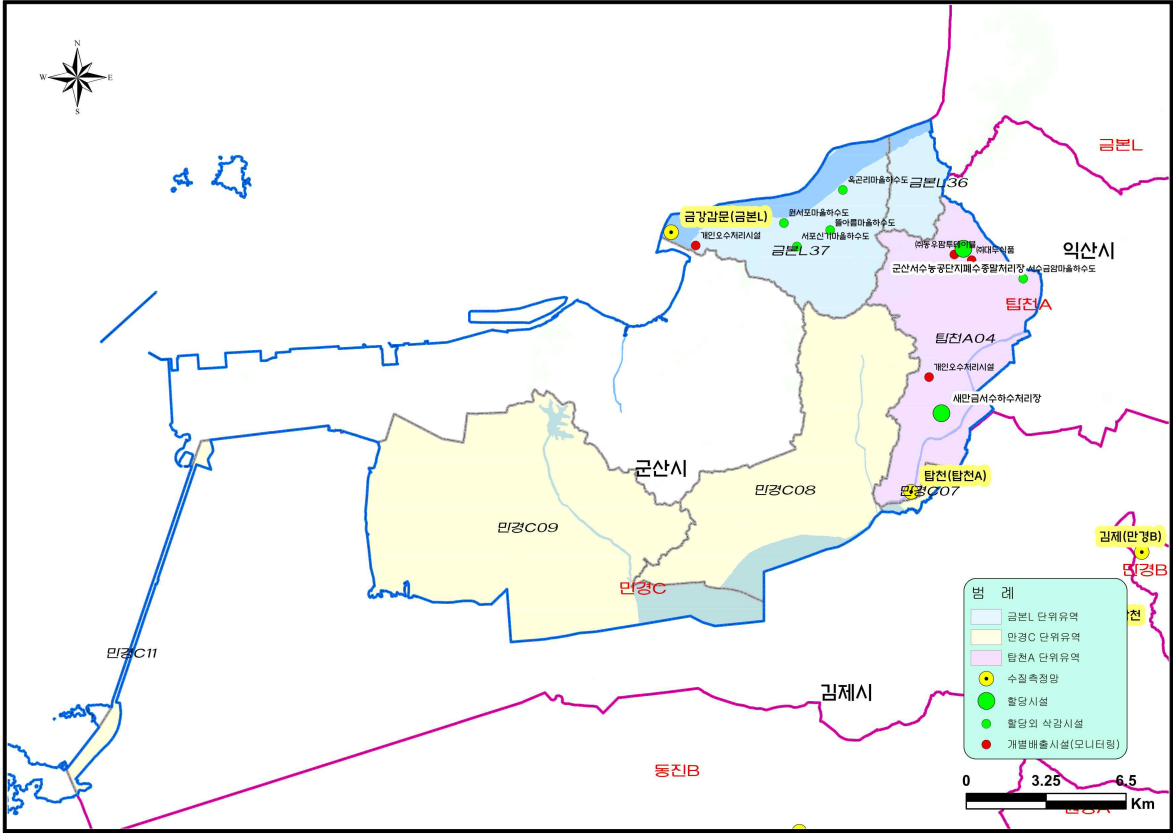 N
W
E
S
금본L
옥곤리마을하수도
금본L36
금강갑문(금본L)
원서포마을하수도
뜰아름마을하수도
개인오수처리시설
서포신기마을하수도
금본L37
(주)동우팜투테이블
(주)대두식품
익산시
군산서수농공단지폐수종말처리장
서수금암마을하수도
탑천A
탑천A04
개인오수처리시설
새만금서수하수처리장
군산시
탑천(탑천A)
만경C08
만경C07
만경C09
김제(만경B)
만경B
만경C
범 례
금본L 단위유역
천
만경C 단위유역
만경C11
탑천A 단위유역
수질측정망
김제시
할당시설
할당외 삭감시설
개별배출시설(모니터링)
동진B
0 3.25 6.5
Km